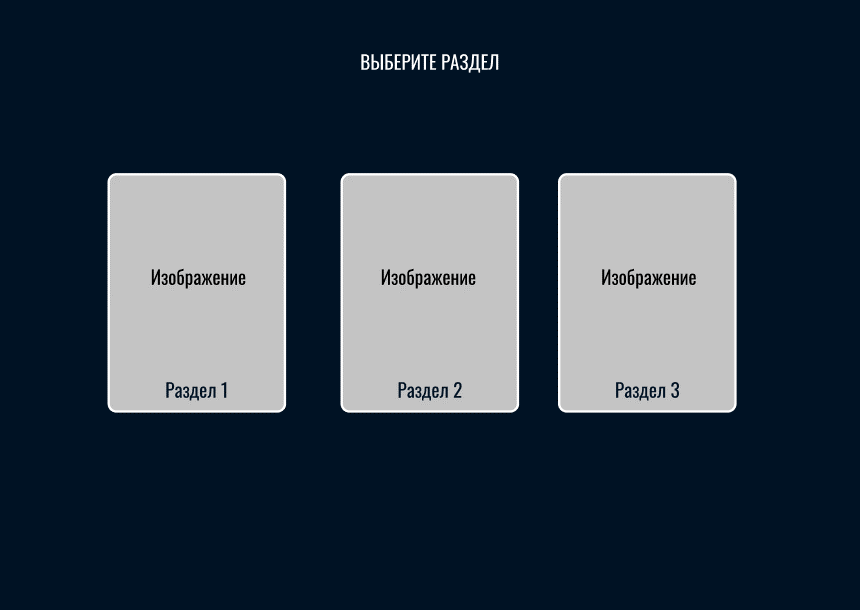 ВЫБЕРИТЕ РАЗДЕЛ
Изображение
Раздел 1
Изображение
Раздел 2
Изображение
Раздел 3